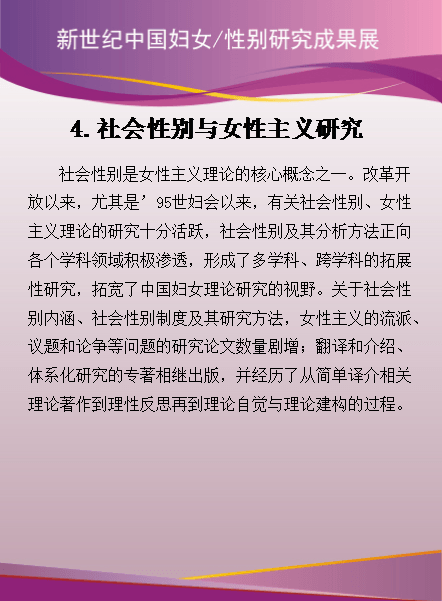 新世纪中国妇女/性别研究成果展
4.社会性别与女性主义研究
社会性别是女性主义理论的核心概念之一。改革开
放以来，尤其是’95世妇会以来，有关社会性别、女性
主义理论的研究十分活跃，社会性别及其分析方法正向
各个学科领域积极渗透，形成了多学科、跨学科的拓展
性研究，拓宽了中国妇女理论研究的视野。关于社会性
别内涵、社会性别制度及其研究方法，女性主义的流派、
议题和论争等问题的研究论文数量剧增；翻译和介绍、
体系化研究的专著相继出版，并经历了从简单译介相关
理论著作到理性反思再到理论自觉与理论建构的过程。